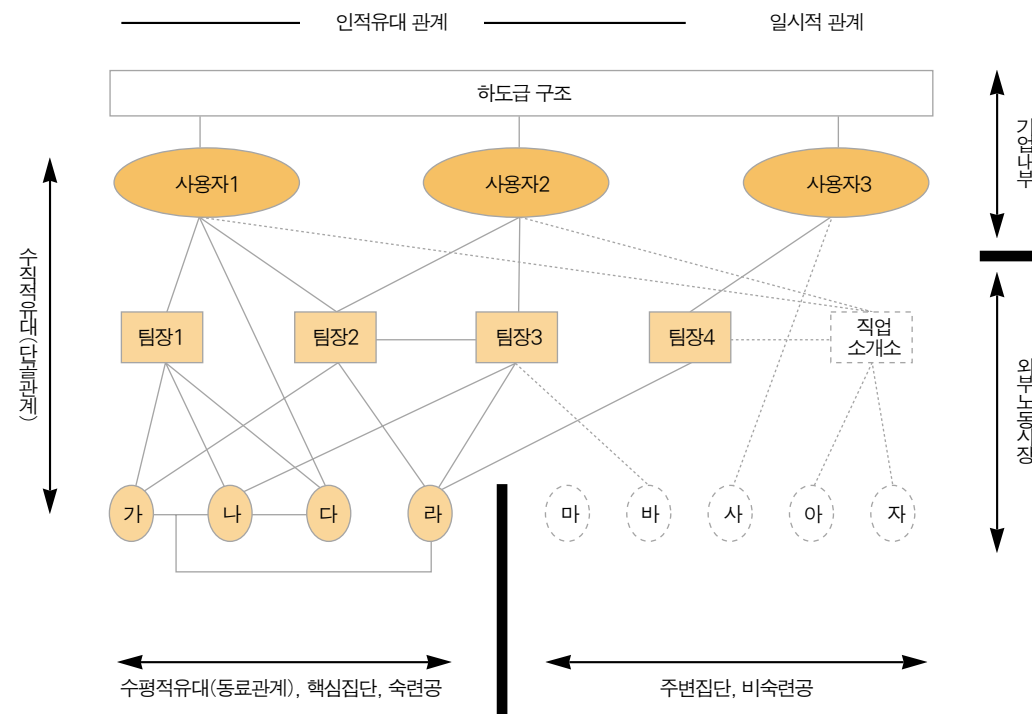 인적유대 관계
일시적 관계
하도급 구조
기업내부
사용자1
사용자2
사용자3
수직적유대(단골관계)
팀장1
팀장2
팀장3
팀장4
직업
소개소
외부노동시장
가
나
다
라
마
바
사
아
자
수평적유대(동료관계), 핵심집단, 숙련공
주변집단, 비숙련공